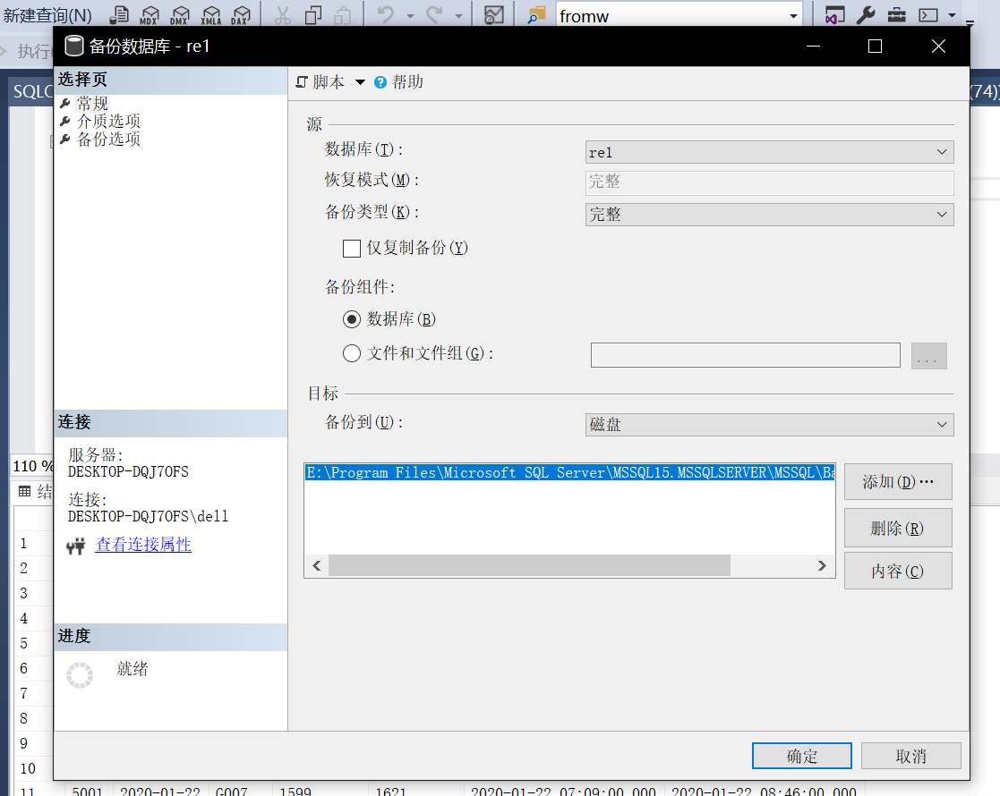 新建查询(N)
MDX DMX XMLA DAX
fromw
执行(
备份数据库 - re1
SQLC
(74))
选择页
常规
介质选项
备份选项
脚本
帮助
源
数据库(T):
re1
恢复模式(M):
完整
备份类型(K):
完整
仅复制备份(Y)
备份组件:
数据库(B)
文件和文件组(G):
...
目标
备份到(U):
磁盘
E:\Program Files\Microsoft SQL Server\MSSQL15.MSSQLSERVER\MSSQL\Ba
添加(D)...
删除(R)
内容(C)
连接
服务器:
DESKTOP-DQJ7OFS
连接:
DESKTOP-DQJ7OFS\dell
查看连接属性
进度
就绪
确定
取消
110 %
结
1
2
3
4
5
6
7
8
9
10
11 5001 2020-01-22 G007 1599 1621 2020-01-22 07:09:00.000 2020-01-22 08:46:00.000